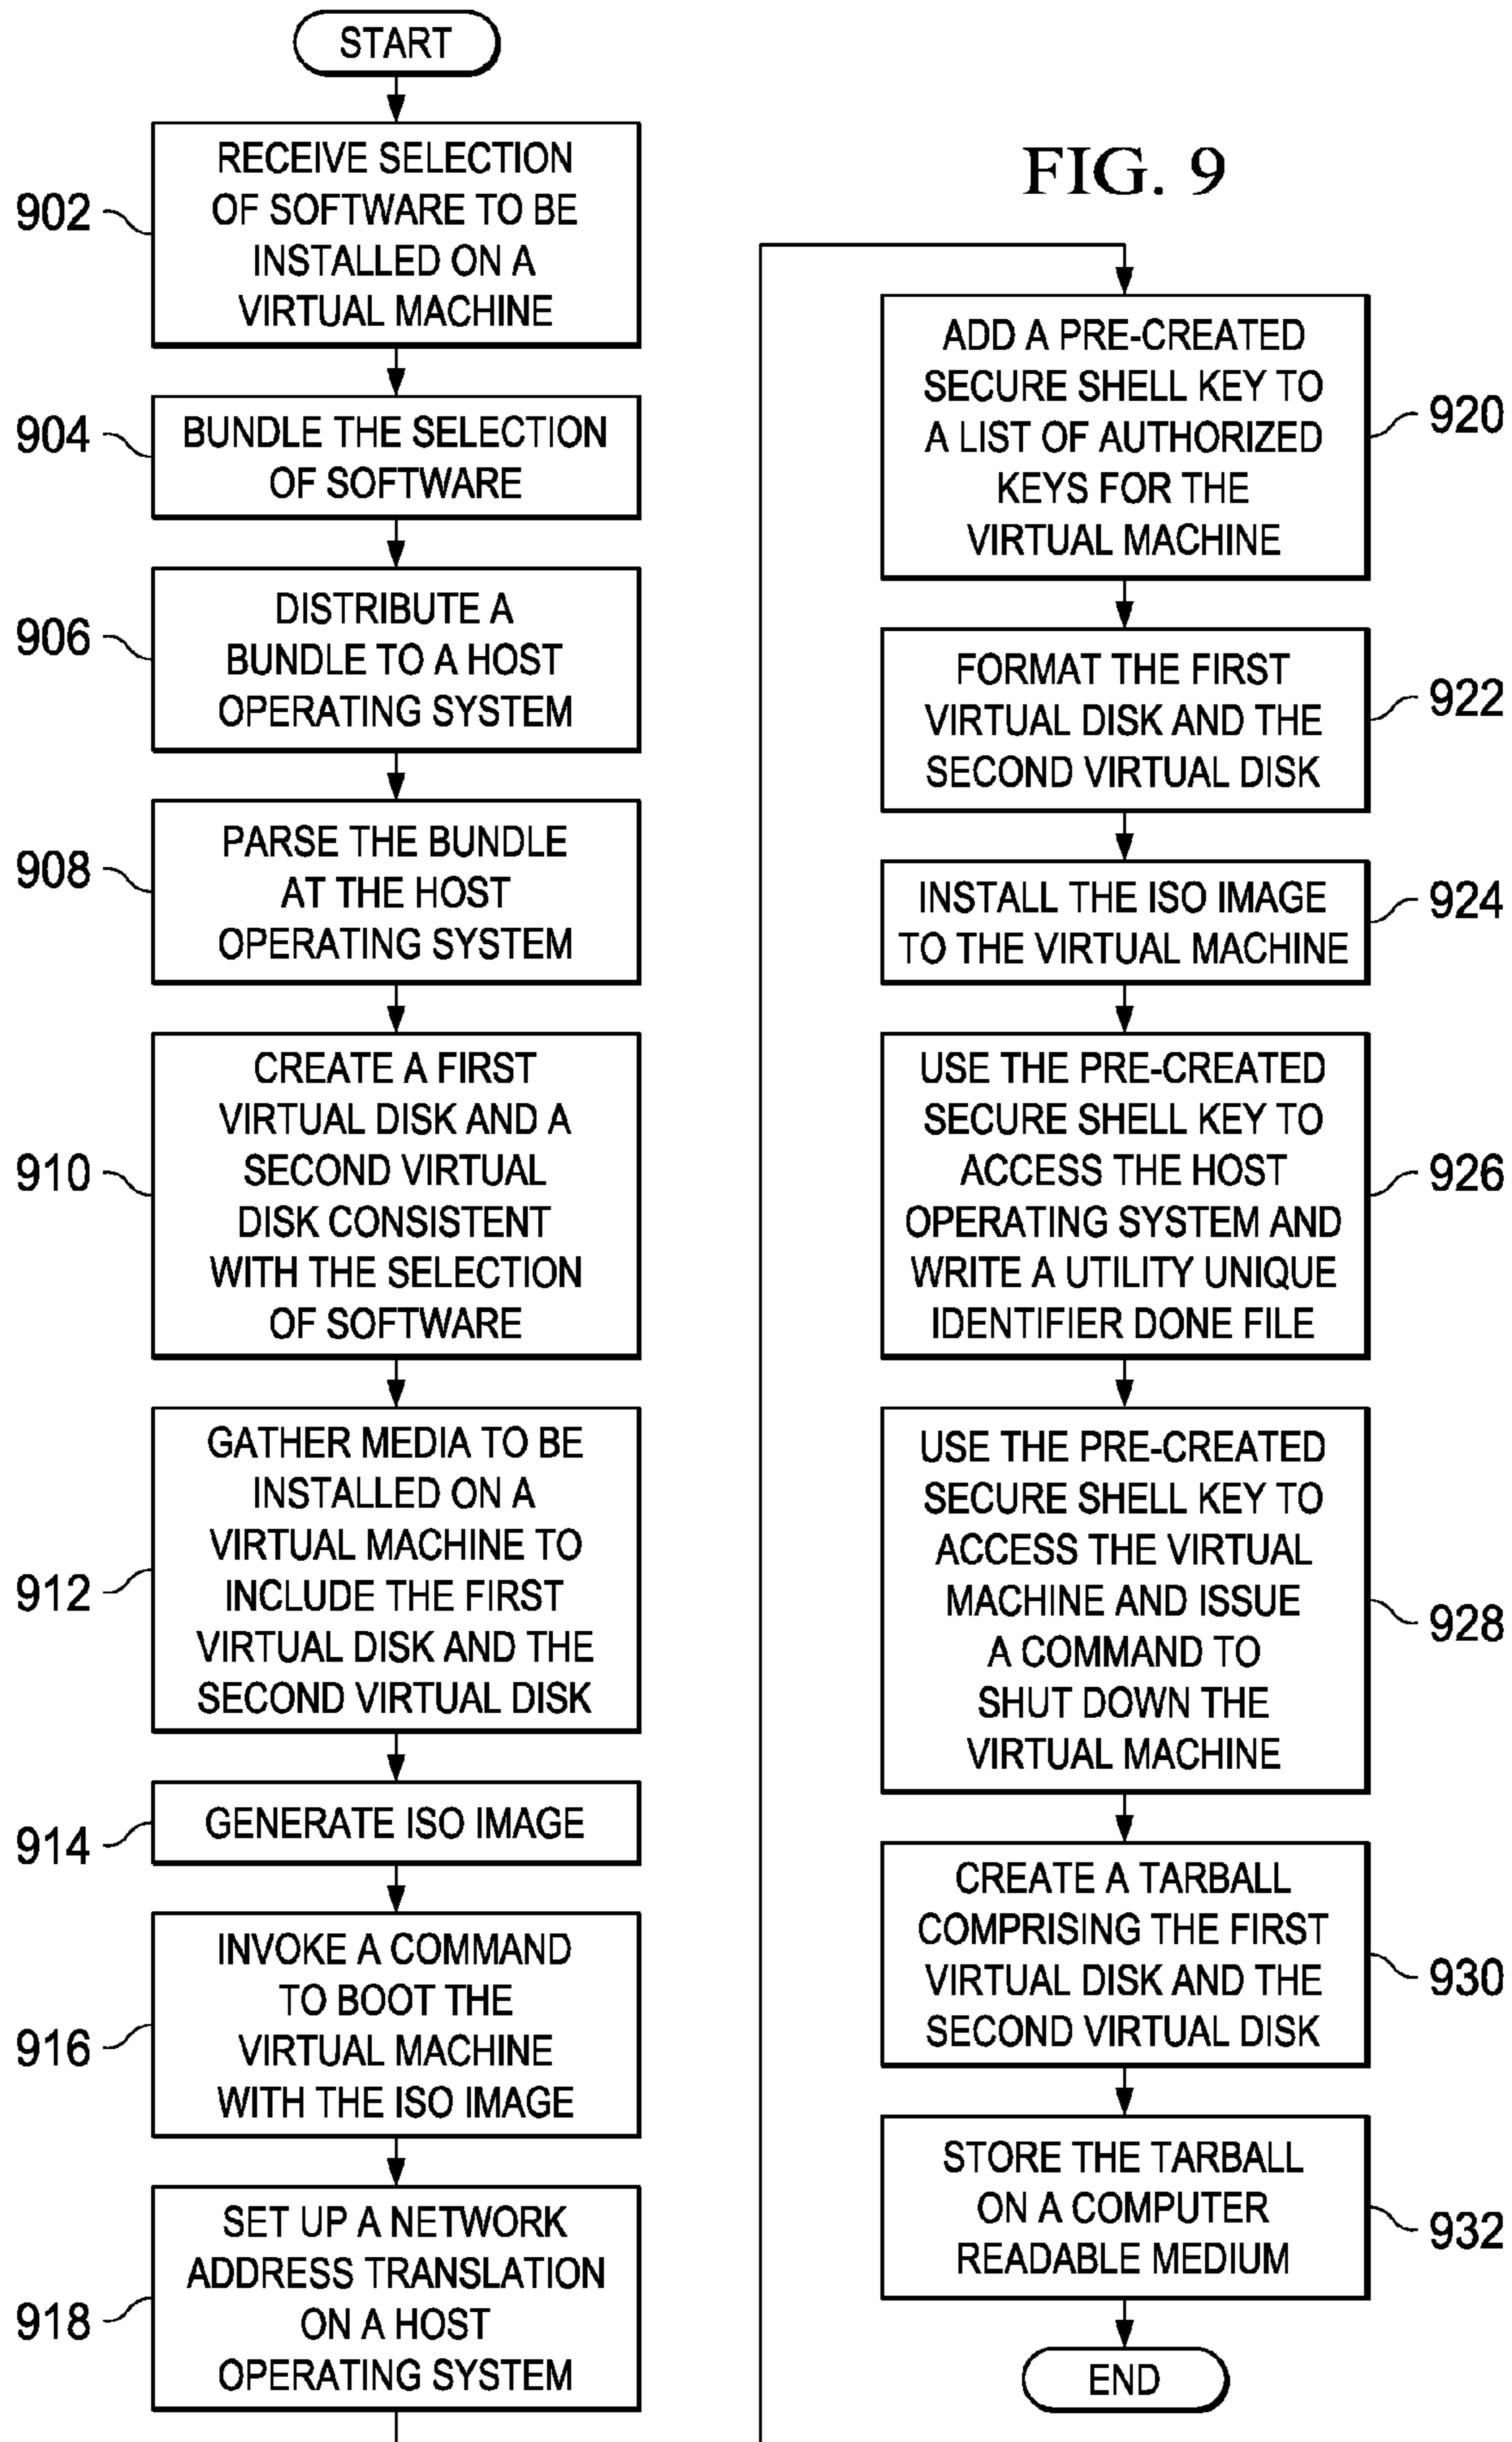 START
902
RECEIVE SELECTION
OF SOFTWARE TO BE
INSTALLED ON A
VIRTUAL MACHINE
904
BUNDLE THE SELECTION
OF SOFTWARE
906
DISTRIBUTE A
BUNDLE TO A HOST
OPERATING SYSTEM
908
PARSE THE BUNDLE
AT THE HOST
OPERATING SYSTEM
910
CREATE A FIRST
VIRTUAL DISK AND A
SECOND VIRTUAL
DISK CONSISTENT
WITH THE SELECTION
OF SOFTWARE
912
GATHER MEDIA TO BE
INSTALLED ON A
VIRTUAL MACHINE TO
INCLUDE THE FIRST
VIRTUAL DISK AND THE
SECOND VIRTUAL DISK
914
GENERATE ISO IMAGE
916
INVOKE A COMMAND
TO BOOT THE
VIRTUAL MACHINE
WITH THE ISO IMAGE
918
SET UP A NETWORK
ADDRESS TRANSLATION
ON A HOST
OPERATING SYSTEM
FIG. 9
ADD A PRE-CREATED
SECURE SHELL KEY TO
A LIST OF AUTHORIZED
KEYS FOR THE
VIRTUAL MACHINE
920
FORMAT THE FIRST
VIRTUAL DISK AND THE
SECOND VIRTUAL DISK
922
INSTALL THE ISO IMAGE
TO THE VIRTUAL MACHINE
924
USE THE PRE-CREATED
SECURE SHELL KEY TO
ACCESS THE HOST
OPERATING SYSTEM AND
WRITE A UTILITY UNIQUE
IDENTIFIER DONE FILE
926
USE THE PRE-CREATED
SECURE SHELL KEY TO
ACCESS THE VIRTUAL
MACHINE AND ISSUE
A COMMAND TO
SHUT DOWN THE
VIRTUAL MACHINE
928
CREATE A TARBALL
COMPRISING THE FIRST
VIRTUAL DISK AND THE
SECOND VIRTUAL DISK
930
STORE THE TARBALL
ON A COMPUTER
READABLE MEDIUM
932
END